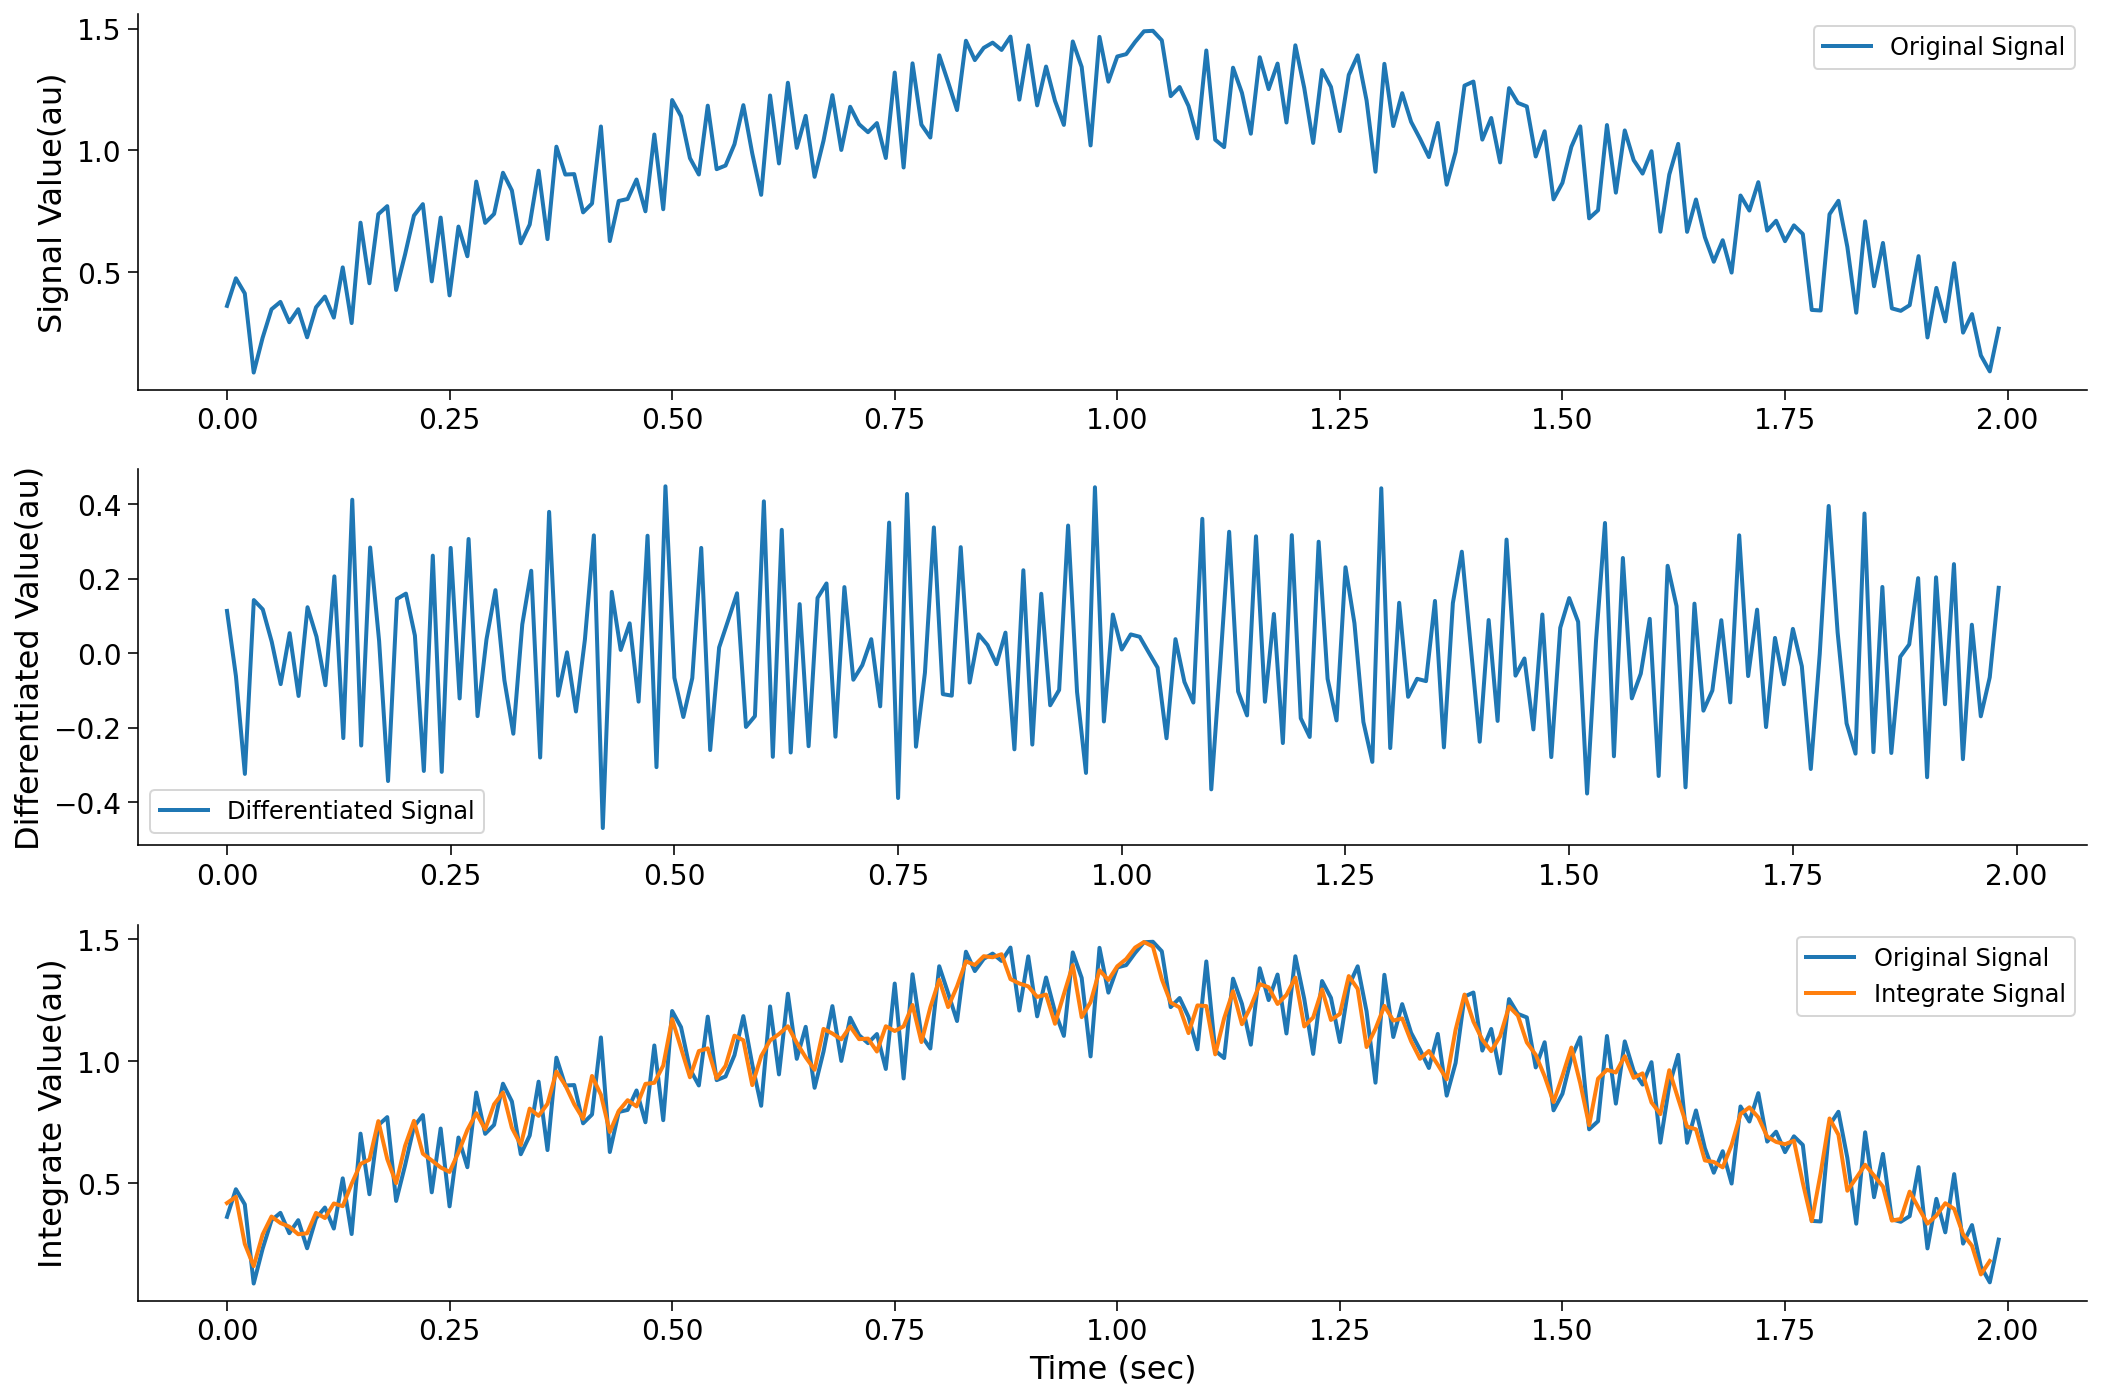 Signal Value(au)
1.5
1.0
0.5
Original Signal
0.00 0.25 0.50 0.75 1.00 1.25 1.50 1.75 2.00
Differentiated Value(au)
0.4
0.2
0.0
−0.2
−0.4
Differentiated Signal
0.00 0.25 0.50 0.75 1.00 1.25 1.50 1.75 2.00
Integrate Value(au)
1.5
1.0
0.5
Original Signal
Integrate Signal
0.00 0.25 0.50 0.75 1.00 1.25 1.50 1.75 2.00
Time (sec)